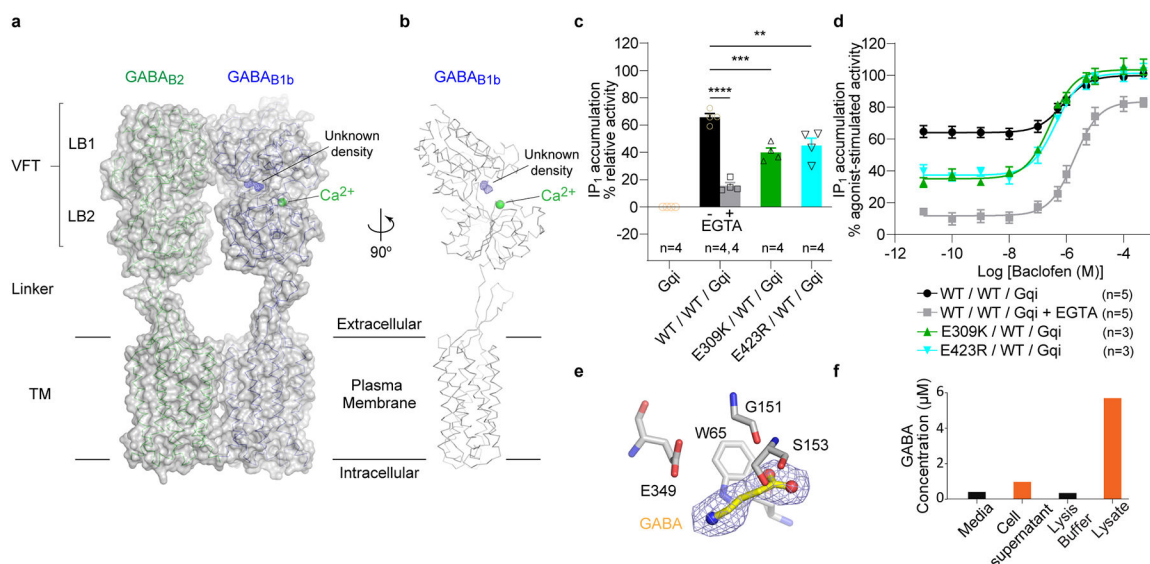 a
GABAB2
GABAB1b
VFT
LB1
LB2
Unknown
density
Ca2+
90º
Linker
Extracellular
TM
Plasma
Membrane
Intracellular
b
GABAB1b
Unknown
density
Ca2+
c
IP1 accumulation
% relative activity
120
100
80
60
40
20
0
-20
**
***
****
- +
EGTA
n=4
n=4,4
n=4
n=4
Gqi
WT / WT / Gqi
E309K / WT / Gqi
E423R / WT / Gqi
d
IP1 accumulation
% agonist-stimulated activity
120
100
80
60
40
20
0
-12
-10
-8
-6
-4
Log [Baclofen (M)]
WT / WT / Gqi (n=5)
WT / WT / Gqi + EGTA (n=5)
E309K / WT / Gqi (n=3)
E423R / WT / Gqi (n=3)
e
G151
W65
S153
E349
GABA
f
GABA
Concentration (µM)
6
3
0
Media
Cell
supernatant
Lysis
Buffer
Lysate